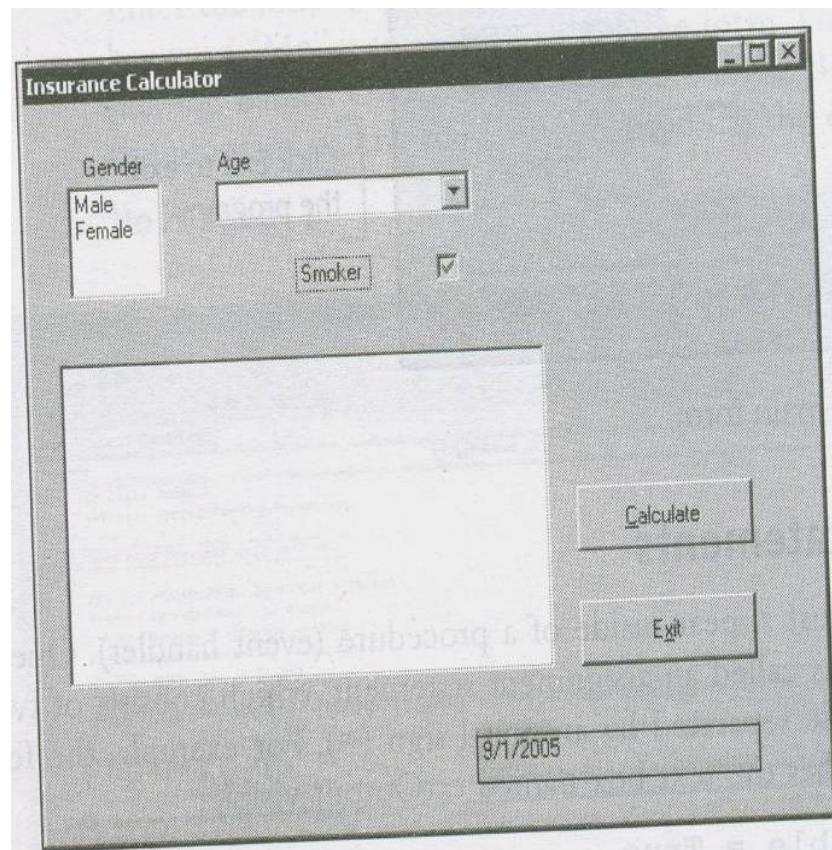 Insurance Calculator
Gender
Age
Male
Female
Smoker
Calculate
Exit
9/1/2005